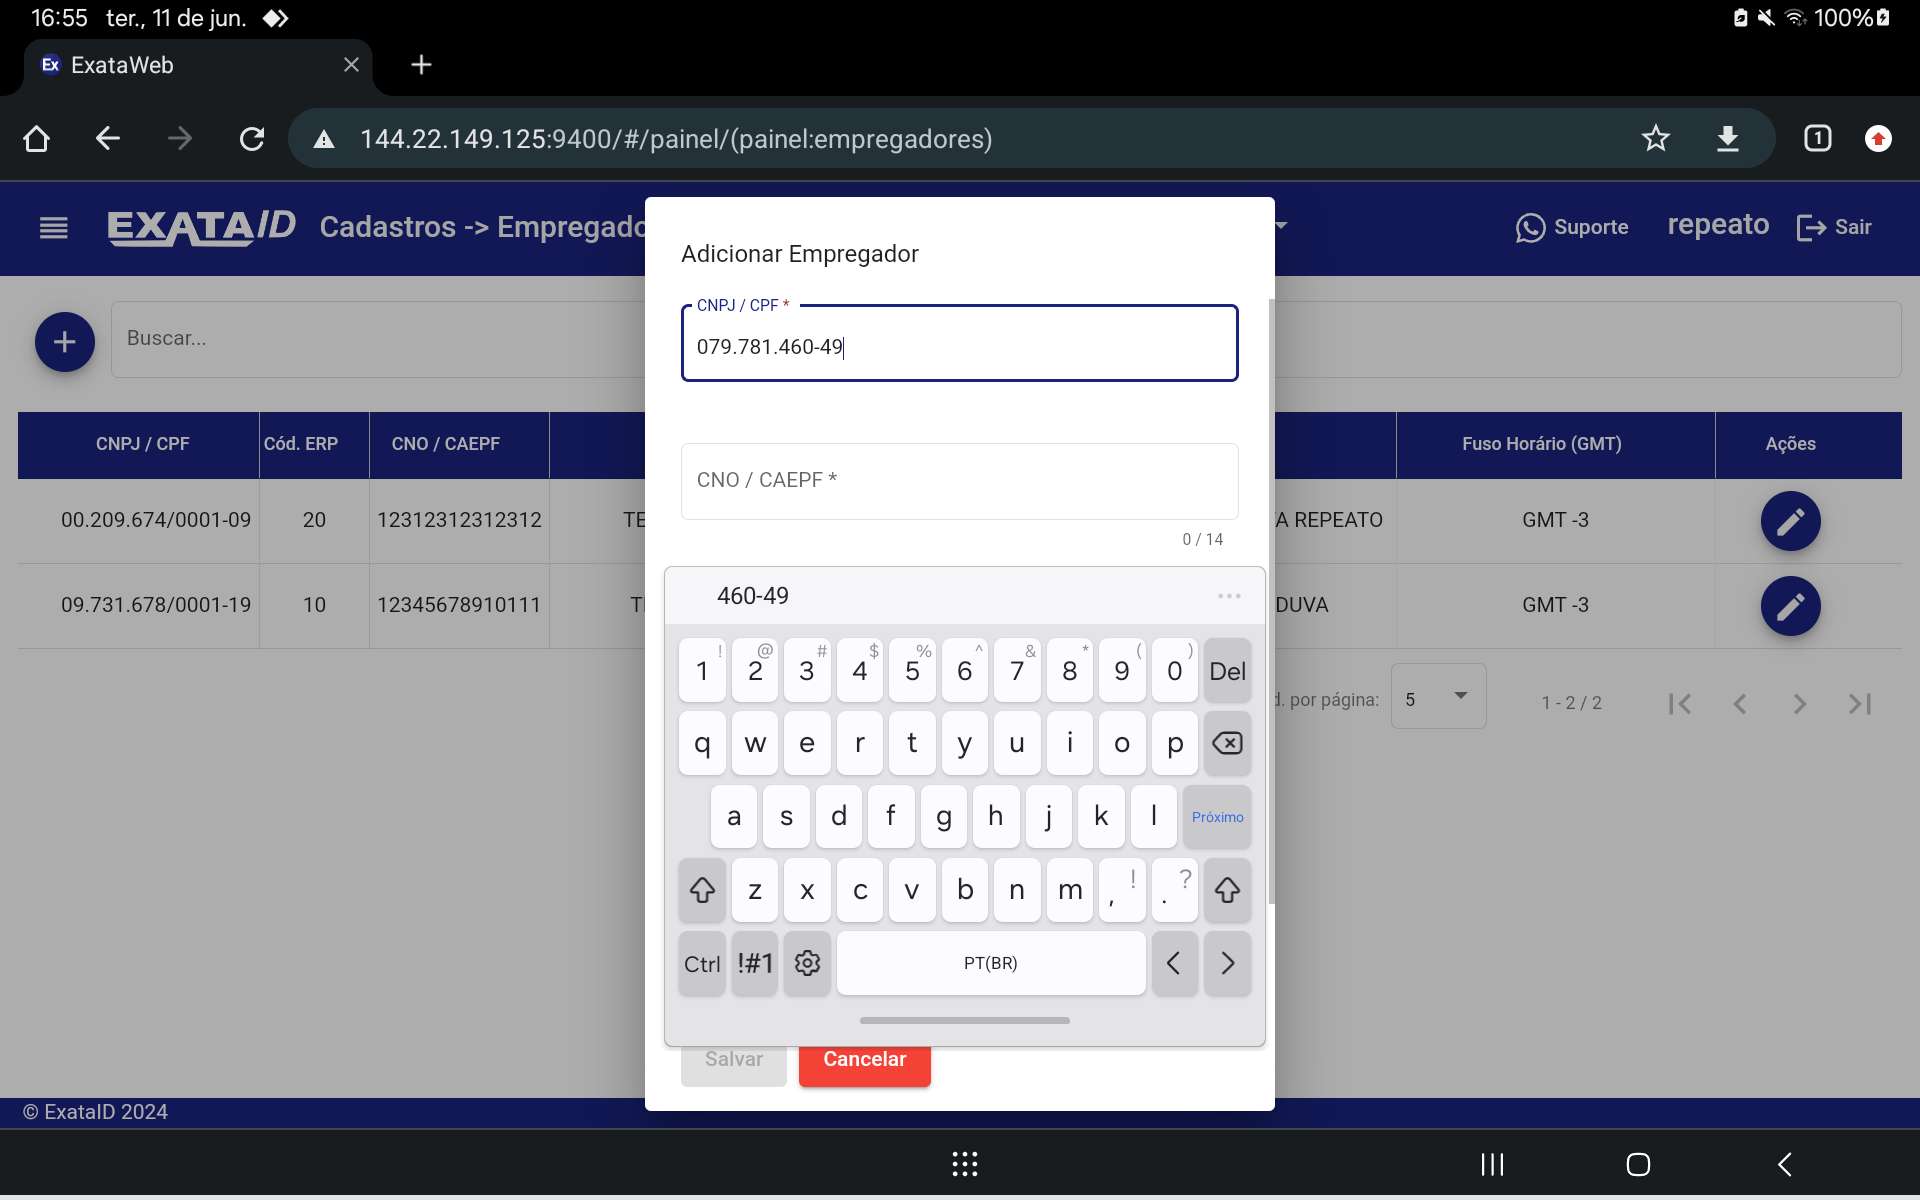 16:55 ter., 11 de jun. 100%
Ex ExataWeb
144.22.149.125:9400/#/painel/(painel:empregadores) 1
EXATAID Cadastros -> Empregado Suporte repeato Sair
Adicionar Empregador
CNPJ / CPF *
079.781.460-49
Buscar...
CNPJ / CPF Cód. ERP CNO / CAEPF Fuso Horário (GMT) Ações
CNO / CAEPF *
0 / 14
00.209.674/0001-09 20 12312312312312 TE A REPEATO GMT -3
09.731.678/0001-19 10 12345678910111 T DUVA GMT -3
d. por página: 5 1 - 2 / 2
460-49
! @ # $ % ^ & * ( )
1 2 3 4 5 6 7 8 9 0 Del
q w e r t y u i o p
a s d f g h j k l Próximo
z x c v b n m , ! . ?
Ctrl !#1 PT(BR)
Salvar Cancelar
© ExataID 2024